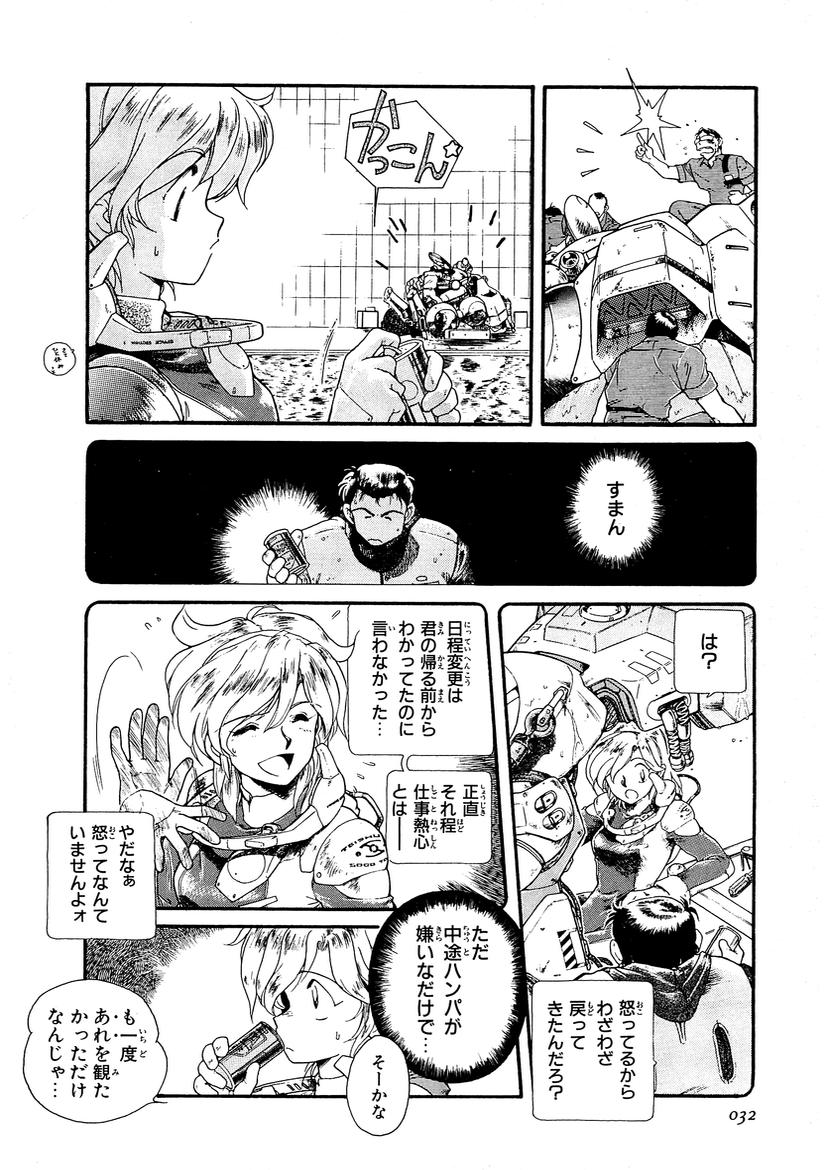 かっこん☆
すまん
は?
怒ってるから
わざわざ
戻って
きたんだろ?
日程変更は
君の帰る前から
わかってたのに
言わなかった…
正直
それ程
仕事熱心
とは──
やだなぁ
怒ってなんて
いませんよォ
ただ
中途ハンパが
嫌いなだけで…
そーかな
も一度
あれを観た
かっただけ
なんじゃ…
032